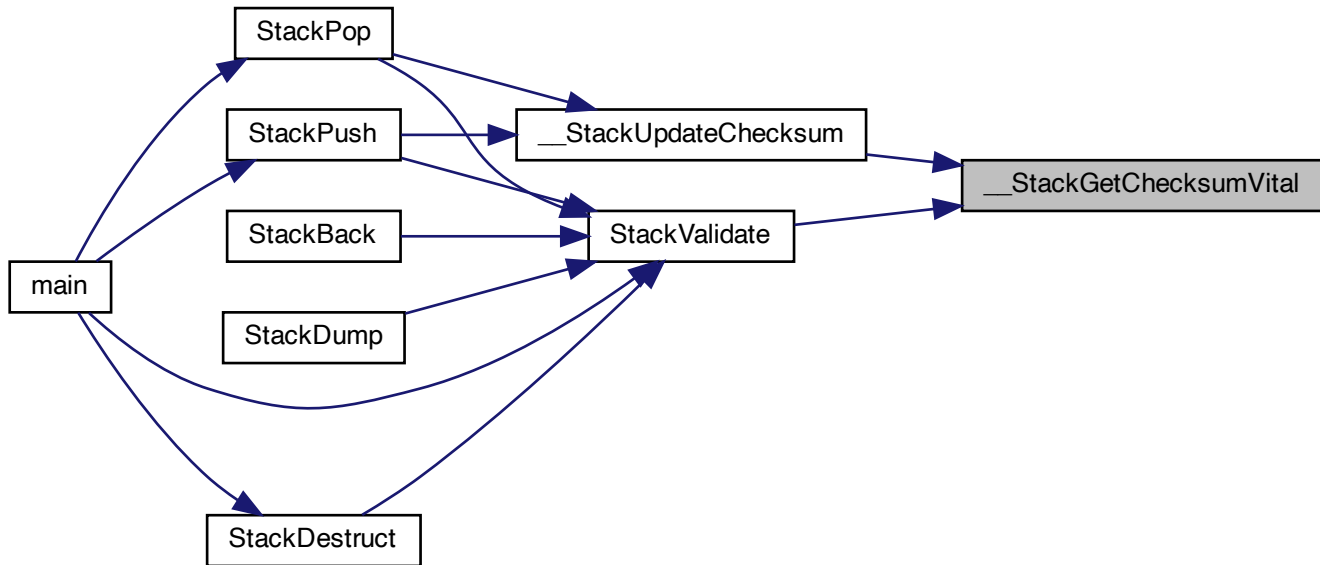 StackPop
StackPush
__StackUpdateChecksum
__StackGetChecksumVital
StackBack
StackValidate
main
StackDump
StackDestruct